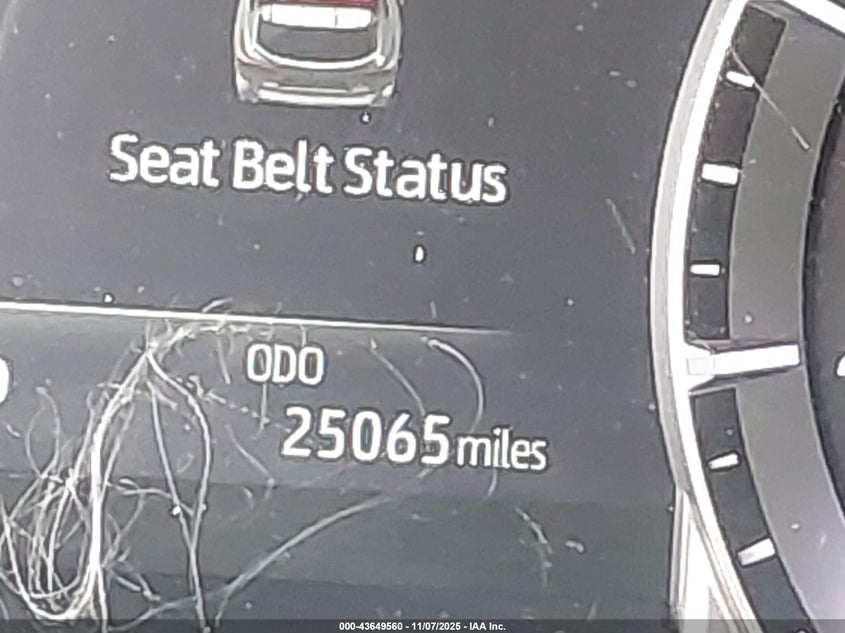 Seat Belt Status
ODO
25065 miles
000-43649560 - 11/07/2025 - IAA Inc.